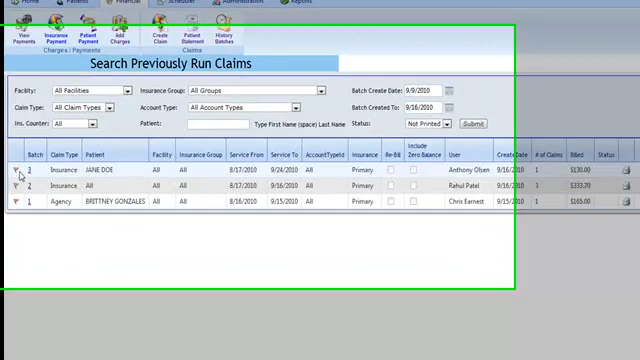 Home Patients Financial Scheduler Administration Reports
View Payments Insurance Payment Patient Payment Add Charges Create Claim Patient Statement History Batches
Charges / Payments Claims
Search Previously Run Claims
Facility: All Facilities Insurance Group: All Groups Batch Create Date: 9/9/2010
Claim Type: All Claim Types Account Type: All Account Types Batch Created To: 9/16/2010
Ins. Counter: All Patient: Type First Name (space) Last Name Status: Not Printed Submit
Batch Claim Type Patient Facility Insurance Group Service From Service To AccountTypeId Insurance Re-Bill Include Zero Balance User CreateDate # of Claims Billed Status
3 Insurance JANE DOE All All 8/17/2010 9/24/2010 All Primary Anthony Olsen 9/16/2010 1 $130.00
2 Insurance All All All 8/17/2010 9/16/2010 All Primary Rahul Patel 9/16/2010 3 $333.70
1 Agency BRITTNEY GONZALES All All 8/16/2010 9/15/2010 All Primary Chris Earnest 9/15/2010 1 $165.00